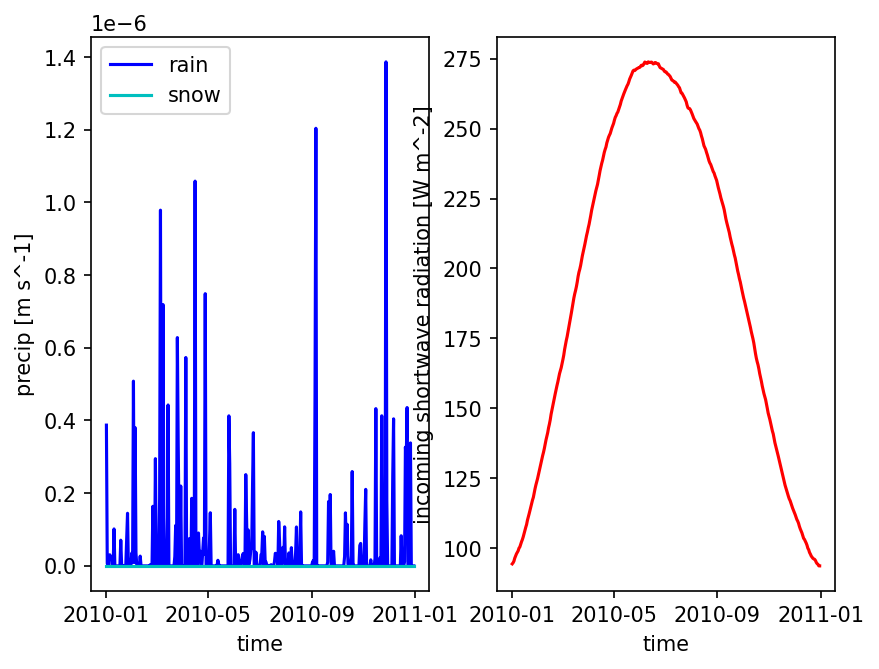 1e−6
1.4
1.2
1.0
0.8
0.6
0.4
0.2
0.0
precip [m s^-1]
rain
snow
2010-01 2010-05 2010-09 2011-01
time
275
250
225
200
175
150
125
100
incoming shortwave radiation [W m^-2]
2010-01 2010-05 2010-09 2011-01
time